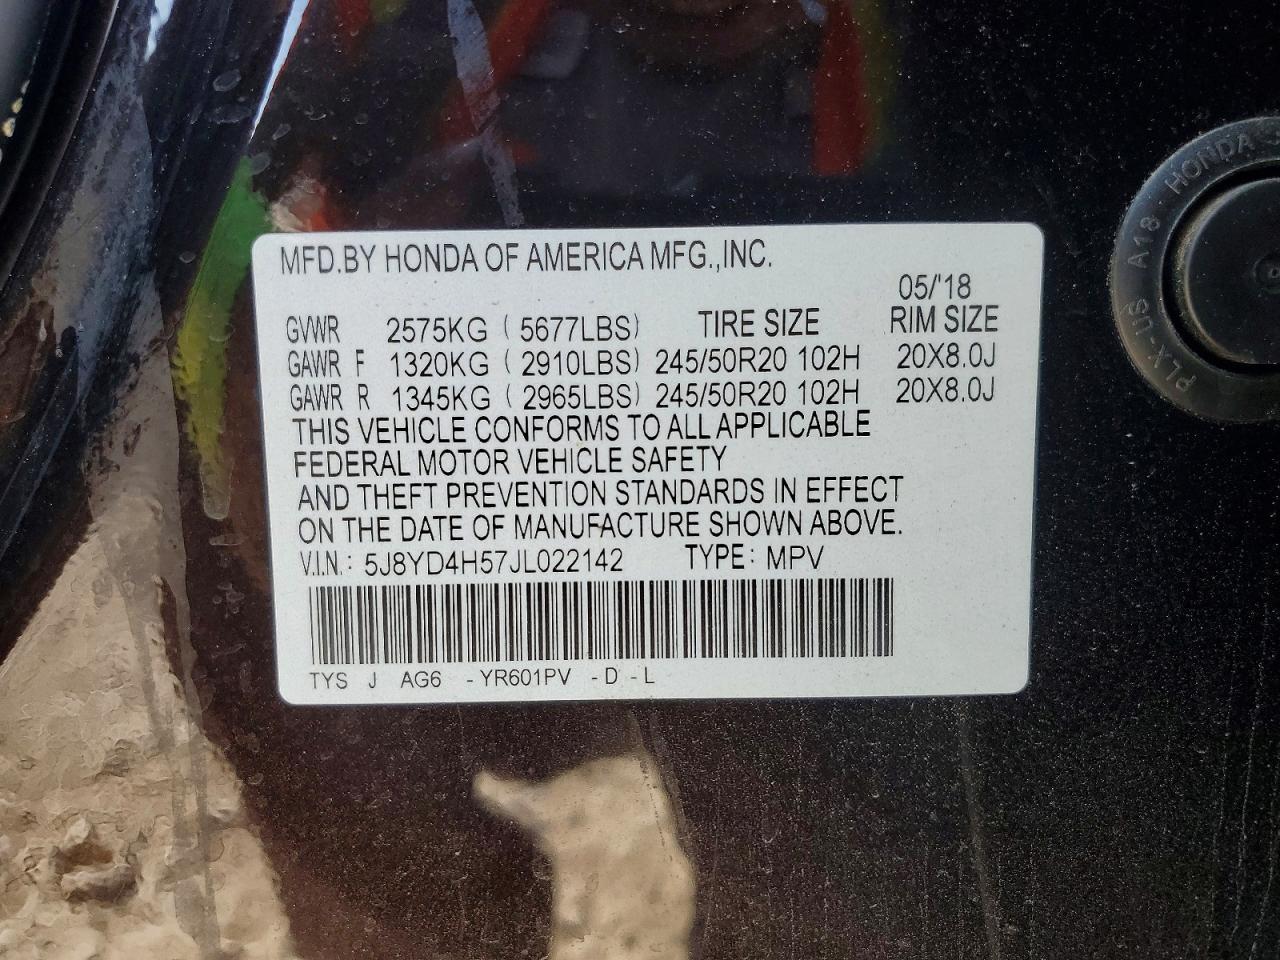 MFD.BY HONDA OF AMERICA MFG.,INC.
05/'18
GVWR 2575KG ( 5677LBS) TIRE SIZE RIM SIZE
GAWR F 1320KG (2910LBS) 245/50R20 102H 20X8.0J
GAWR R 1345KG (2965LBS) 245/50R20 102H 20X8.0J
THIS VEHICLE CONFORMS TO ALL APPLICABLE
FEDERAL MOTOR VEHICLE SAFETY
AND THEFT PREVENTION STANDARDS IN EFFECT
ON THE DATE OF MANUFACTURE SHOWN ABOVE.
V.I.N.: 5J8YD4H57JL022142 TYPE: MPV
TYS J AG6 -YR601PV -D -L
PLX-US A18 HONDA